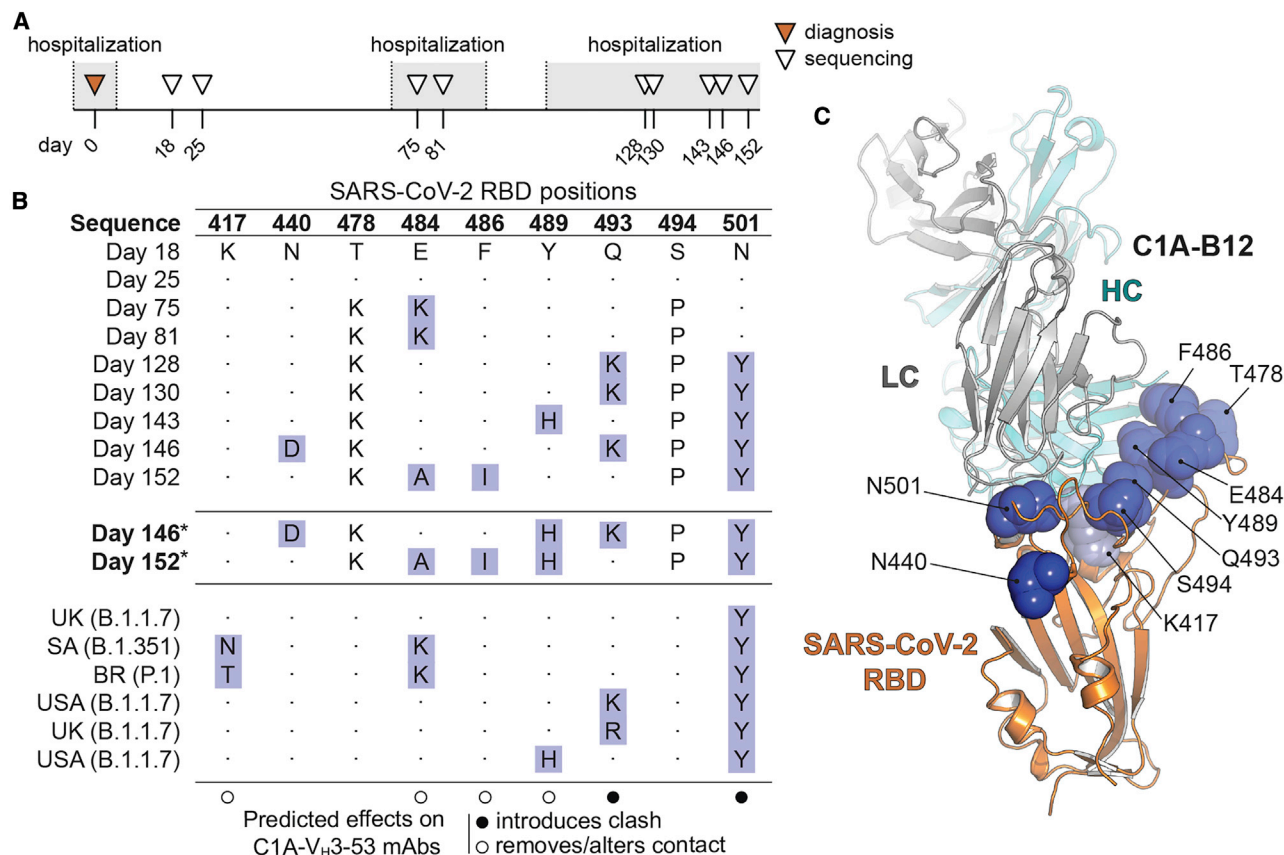 A
hospitalization hospitalization hospitalization
diagnosis
sequencing
day 0 18 25 75 81 128 130 143 146 152
B
SARS-CoV-2 RBD positions
Sequence 417 440 478 484 486 489 493 494 501
Day 18 K N T E F Y Q S N
Day 25 · · · · · · · · ·
Day 75 · · K K · · · P ·
Day 81 · · K K · · · P ·
Day 128 · · K · · · K P Y
Day 130 · · K · · · K P Y
Day 143 · · K · · H · P Y
Day 146 · D K · · · K P Y
Day 152 · · K A I · · P Y
Day 146* · D K · · H K P Y
Day 152* · · K A I H · P Y
UK (B.1.1.7) · · · · · · · · Y
SA (B.1.351) N · · K · · · · Y
BR (P.1) T · · K · · · · Y
USA (B.1.1.7) · · · · · · K · Y
UK (B.1.1.7) · · · · · · R · Y
USA (B.1.1.7) · · · · · H · · Y
○ ○ ○ ○ ● ●
Predicted effects on
C1A-VH3-53 mAbs
● introduces clash
○ removes/alters contact
C
C1A-B12
HC
LC
F486
T478
N501
E484
Y489
N440
Q493
S494
K417
SARS-CoV-2
RBD